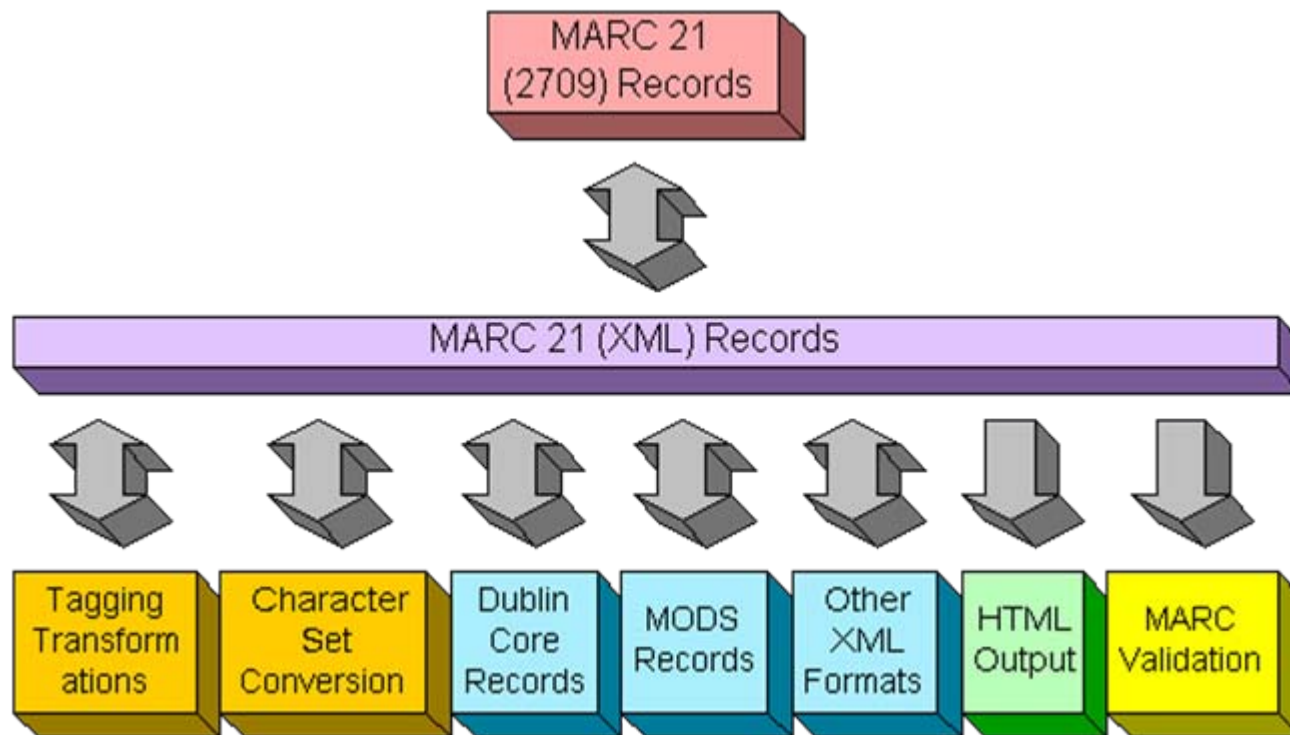 MARC 21
(2709) Records
MARC 21 (XML) Records
Tagging
Transform
ations
Character
Set
Conversion
Dublin
Core
Records
MODS
Records
Other
XML
Formats
HTML
Output
MARC
Validation